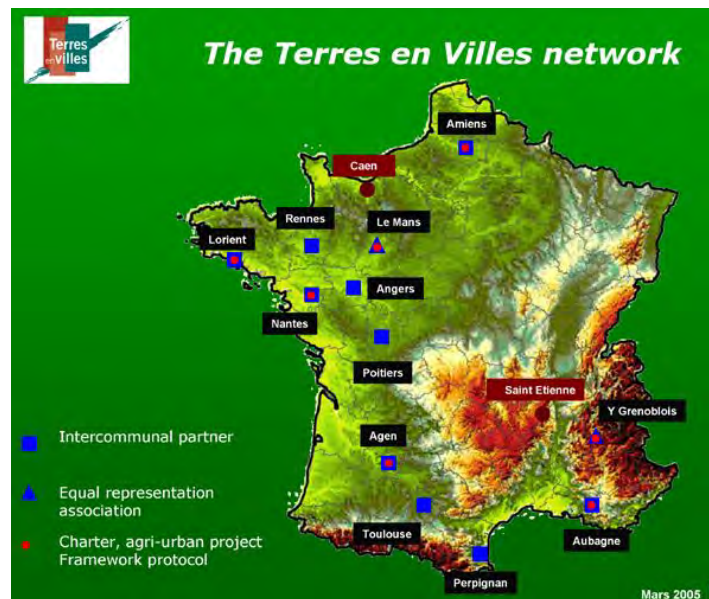 Terres
en villes
The Terres en Villes network
Amiens
Caen
Rennes
Le Mans
Lorient
Angers
Nantes
Poitiers
Saint Etienne
Y Grenoblois
Intercommunal partner
Agen
Equal representation
association
Toulouse
Aubagne
Charter, agri-urban project
Framework protocol
Perpignan
Mars 2005